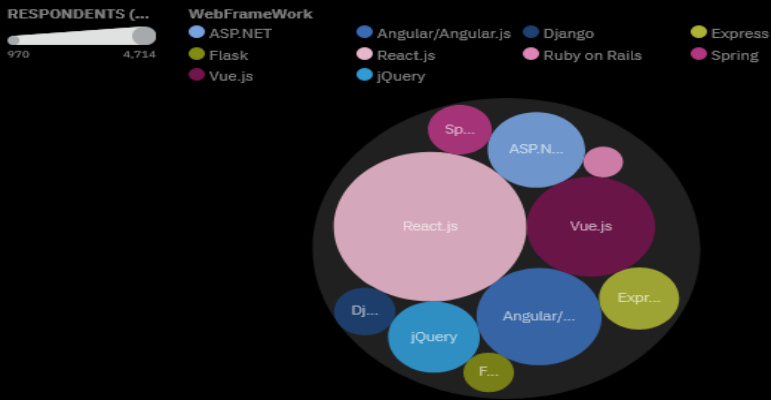 RESPONDENTS (...
970 4,714
WebFrameWork
ASP.NET Angular/Angular.js Django Express
Flask React.js Ruby on Rails Spring
Vue.js jQuery
Sp...
ASP.N...
React.js
Vue.js
Expr...
Dj...
Angular/...
jQuery
F...